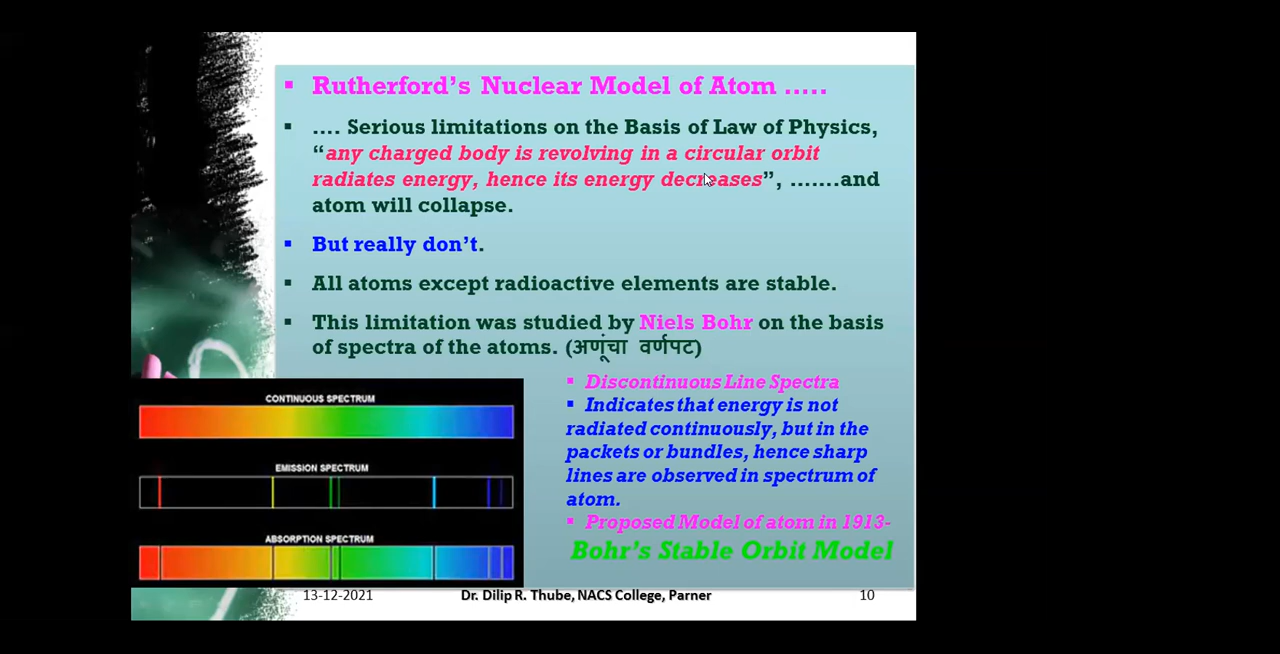 Rutherford's Nuclear Model of Atom .....
.... Serious limitations on the Basis of Law of Physics,
“any charged body is revolving in a circular orbit
radiates energy, hence its energy decreases”, .......and
atom will collapse.
But really don't.
All atoms except radioactive elements are stable.
This limitation was studied by Niels Bohr on the basis
of spectra of the atoms. (अणूंचा वर्णपट)
Discontinuous Line Spectra
Indicates that energy is not
radiated continuously, but in the
packets or bundles, hence sharp
lines are observed in spectrum of
atom.
Proposed Model of atom in 1913-
Bohr's Stable Orbit Model
CONTINUOUS SPECTRUM
EMISSION SPECTRUM
ABSORPTION SPECTRUM
13-12-2021 Dr. Dilip R. Thube, NACS College, Parner 10